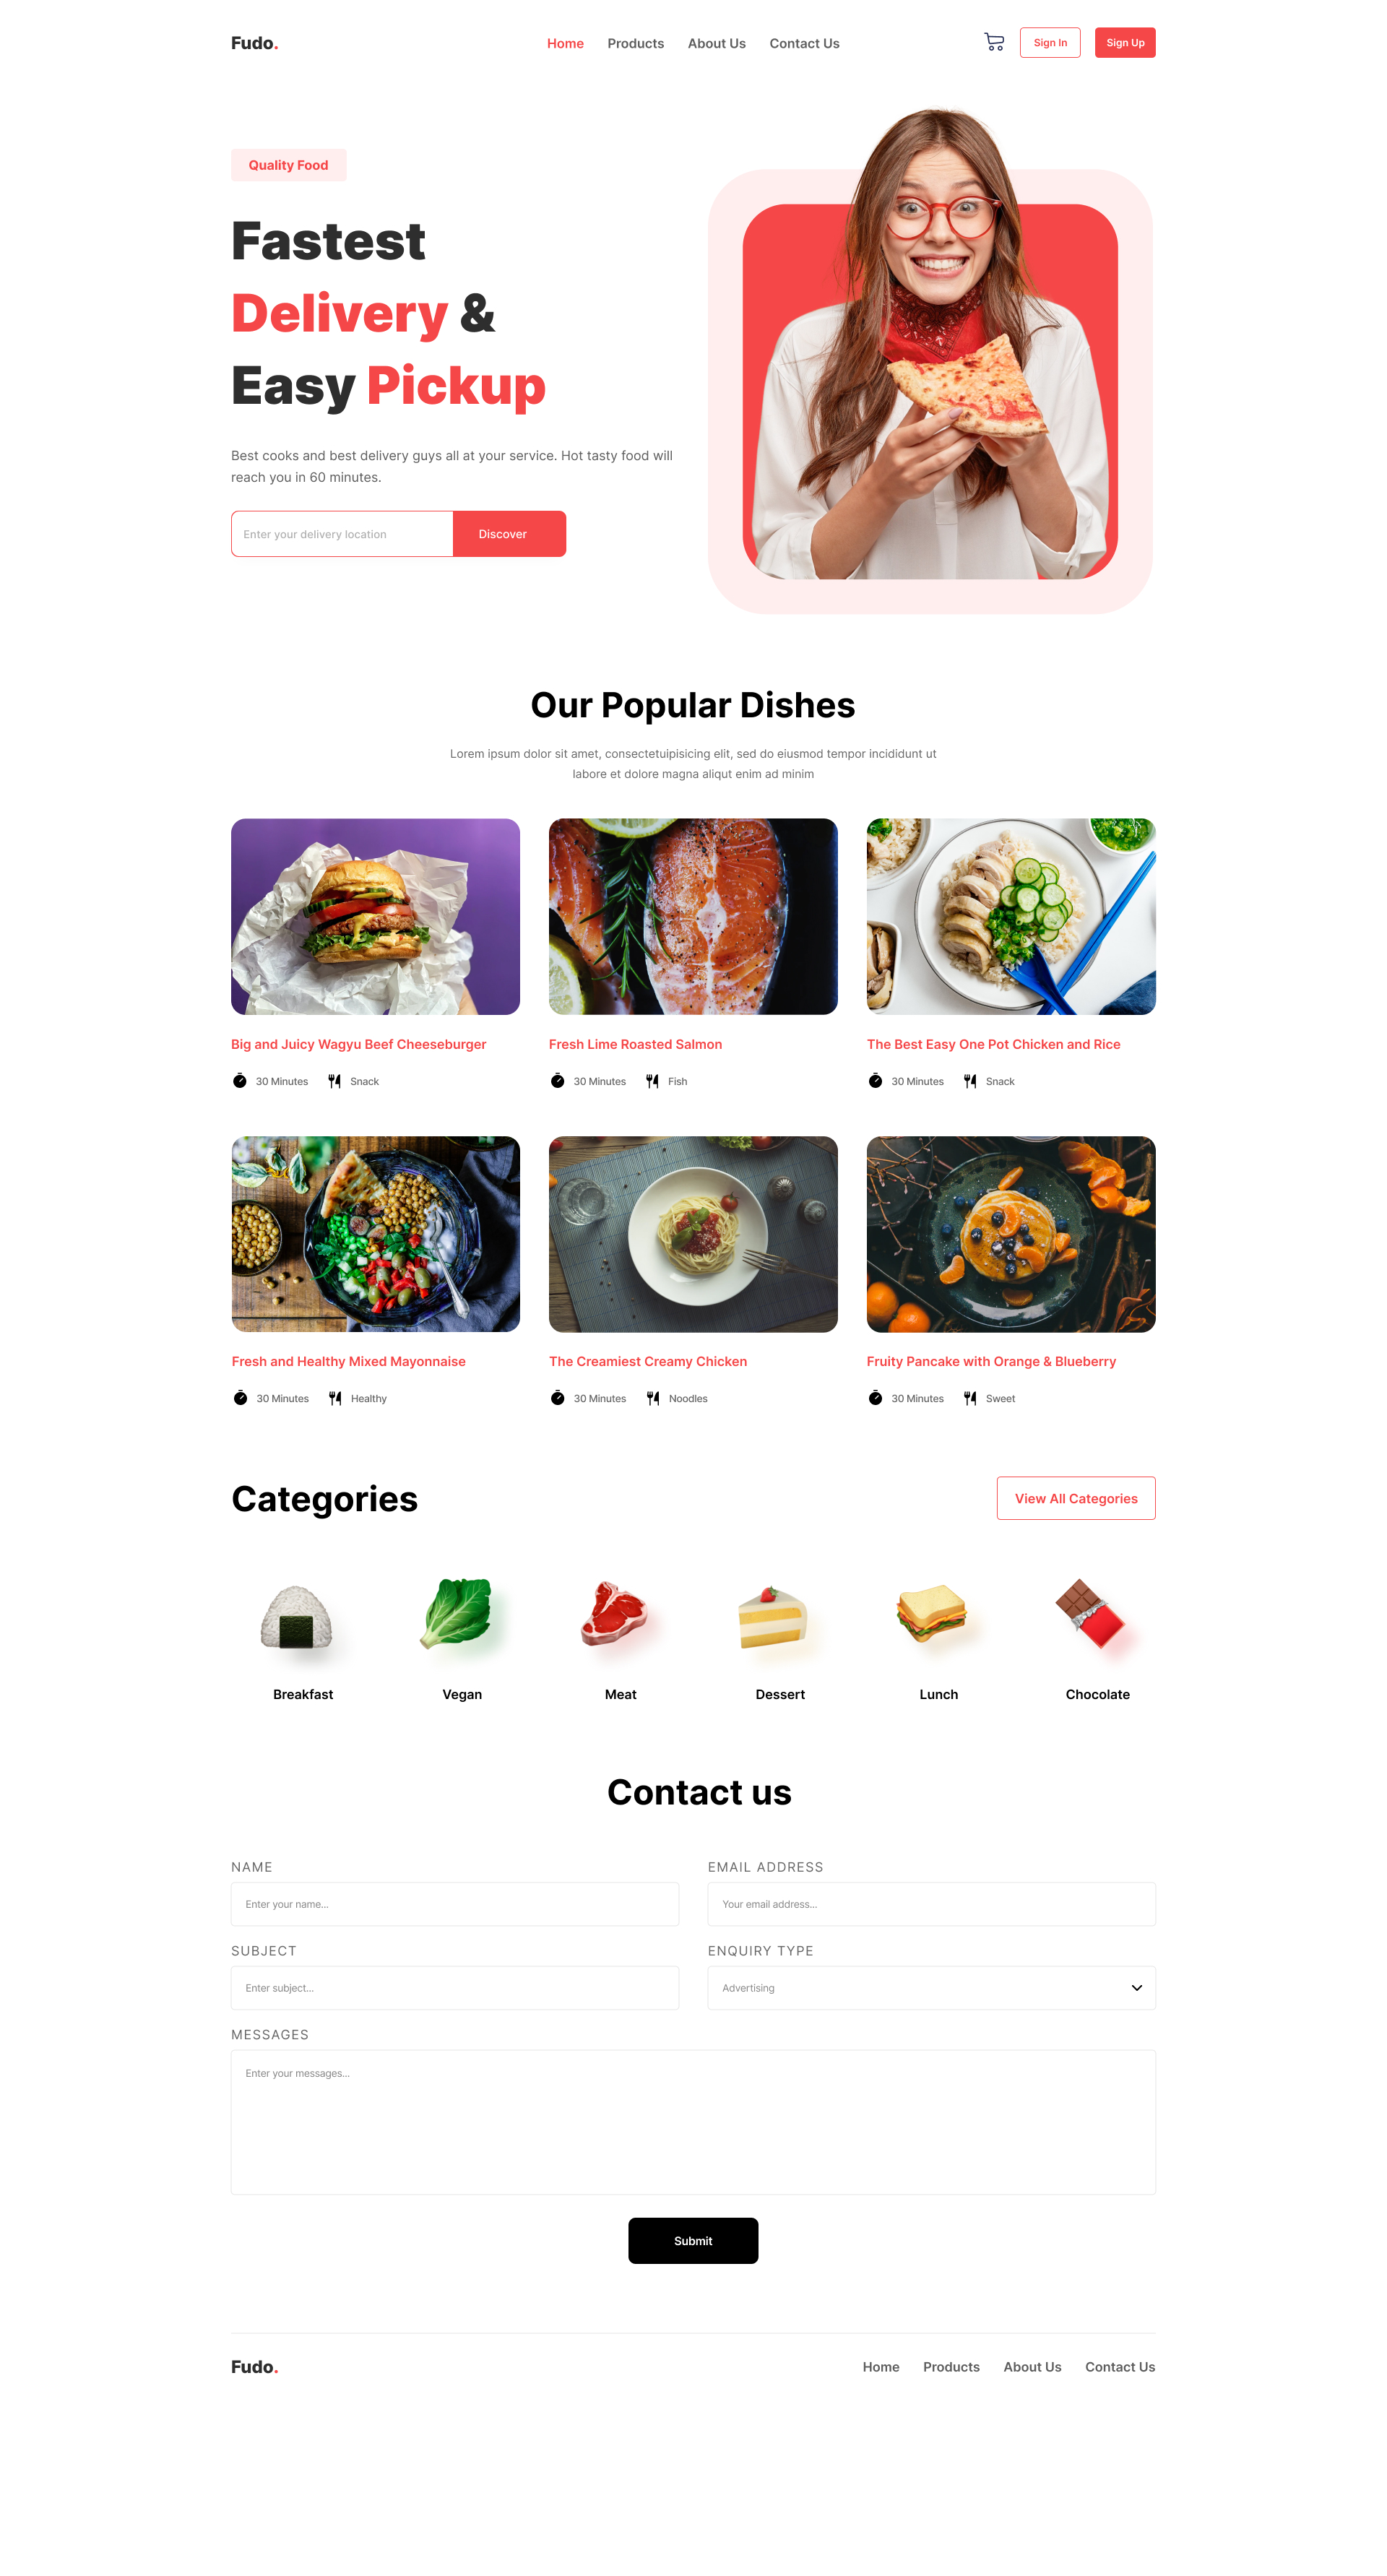 Fudo.
Home Products About Us Contact Us
Sign In
Sign Up
Quality Food
Fastest
Delivery &
Easy Pickup
Best cooks and best delivery guys all at your service. Hot tasty food will
reach you in 60 minutes.
Enter your delivery location
Discover
Our Popular Dishes
Lorem ipsum dolor sit amet, consectetuipisicing elit, sed do eiusmod tempor incididunt ut
labore et dolore magna aliqut enim ad minim
Big and Juicy Wagyu Beef Cheeseburger
30 Minutes Snack
Fresh Lime Roasted Salmon
30 Minutes Fish
The Best Easy One Pot Chicken and Rice
30 Minutes Snack
Fresh and Healthy Mixed Mayonnaise
30 Minutes Healthy
The Creamiest Creamy Chicken
30 Minutes Noodles
Fruity Pancake with Orange & Blueberry
30 Minutes Sweet
Categories
View All Categories
Breakfast
Vegan
Meat
Dessert
Lunch
Chocolate
Contact us
NAME
Enter your name...
EMAIL ADDRESS
Your email address...
SUBJECT
Enter subject...
ENQUIRY TYPE
Advertising
MESSAGES
Enter your messages...
Submit
Fudo.
Home Products About Us Contact Us